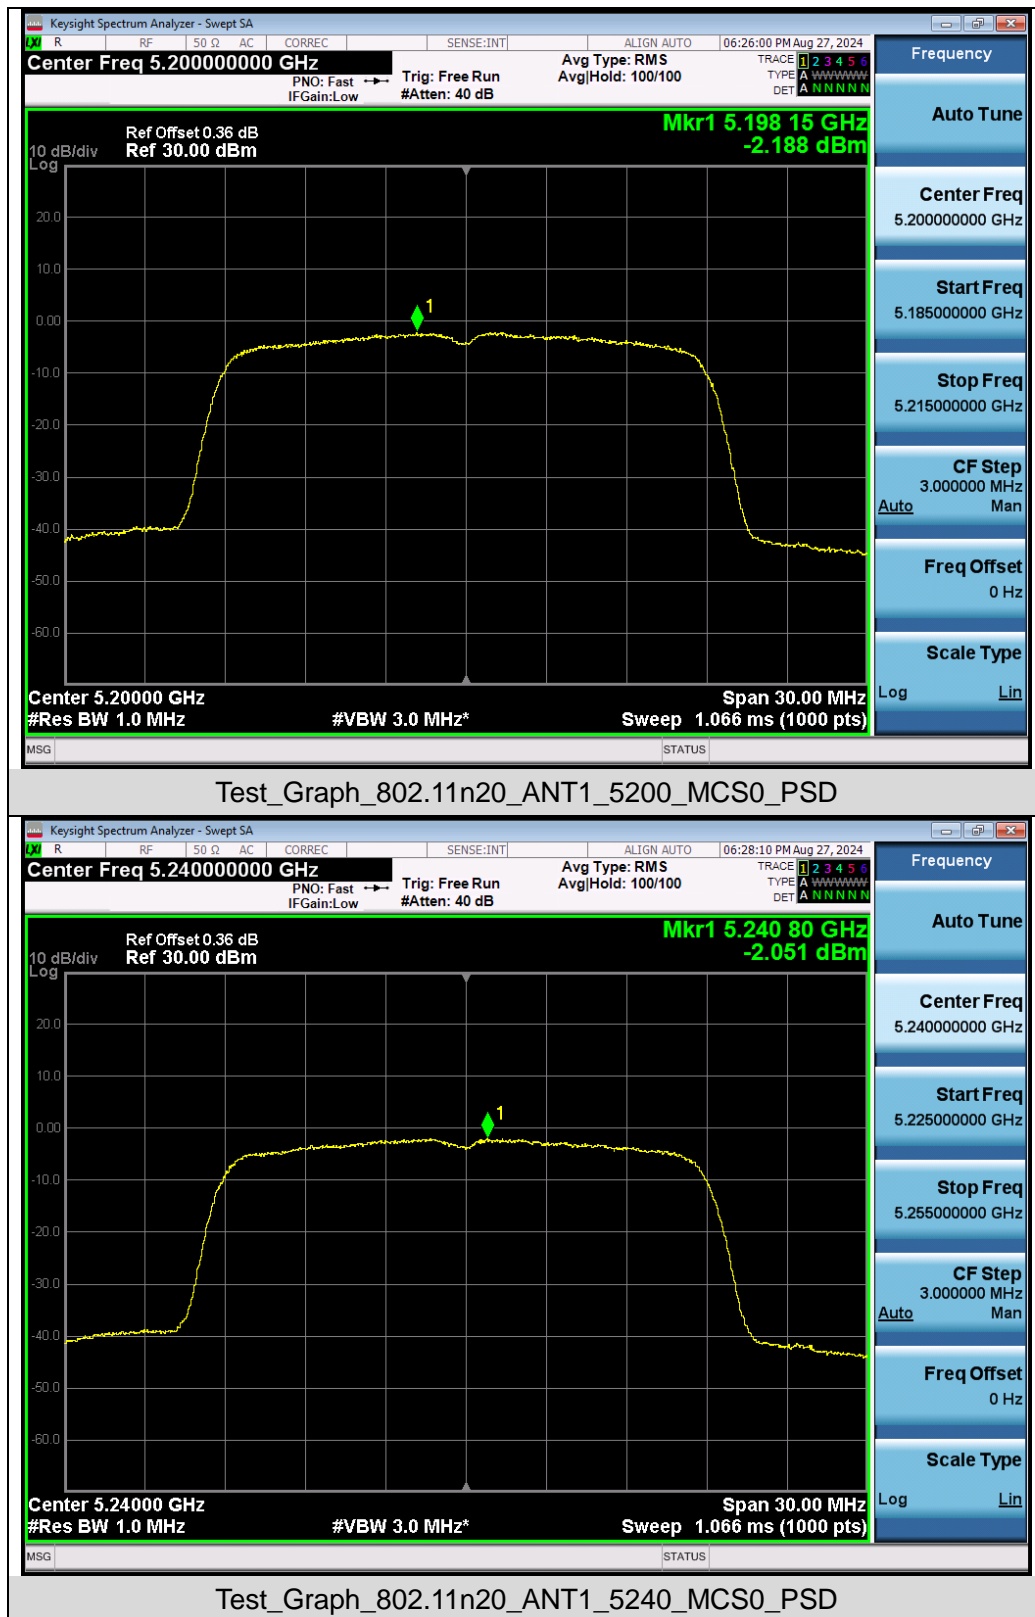 Keysight Spectrum Analyzer - Swept SA
LXI R RF 50 Ω AC CORREC SENSE:INT ALIGN AUTO 06:26:00 PM Aug 27, 2024
Center Freq 5.200000000 GHz
PNO: Fast
IFGain:Low
Trig: Free Run
#Atten: 40 dB
Avg Type: RMS
Avg|Hold: 100/100
TRACE 1 2 3 4 5 6
TYPE A WWWWW
DET A N N N N N
Ref Offset 0.36 dB
Ref 30.00 dBm
10 dB/div
Log
Mkr1 5.198 15 GHz
-2.188 dBm
1
20.0
10.0
0.00
-10.0
-20.0
-30.0
-40.0
-50.0
-60.0
Center 5.20000 GHz
Span 30.00 MHz
#Res BW 1.0 MHz
#VBW 3.0 MHz*
Sweep 1.066 ms (1000 pts)
MSG
STATUS
Frequency
Auto Tune
Center Freq
5.200000000 GHz
Start Freq
5.185000000 GHz
Stop Freq
5.215000000 GHz
CF Step
3.000000 MHz
Auto Man
Freq Offset
0 Hz
Scale Type
Log Lin
Test_Graph_802.11n20_ANT1_5200_MCS0_PSD
Keysight Spectrum Analyzer - Swept SA
LXI R RF 50 Ω AC CORREC SENSE:INT ALIGN AUTO 06:28:10 PM Aug 27, 2024
Center Freq 5.240000000 GHz
PNO: Fast
IFGain:Low
Trig: Free Run
#Atten: 40 dB
Avg Type: RMS
Avg|Hold: 100/100
TRACE 1 2 3 4 5 6
TYPE A WWWWW
DET A N N N N N
Ref Offset 0.36 dB
Ref 30.00 dBm
10 dB/div
Log
Mkr1 5.240 80 GHz
-2.051 dBm
1
20.0
10.0
0.00
-10.0
-20.0
-30.0
-40.0
-50.0
-60.0
Center 5.24000 GHz
Span 30.00 MHz
#Res BW 1.0 MHz
#VBW 3.0 MHz*
Sweep 1.066 ms (1000 pts)
MSG
STATUS
Frequency
Auto Tune
Center Freq
5.240000000 GHz
Start Freq
5.225000000 GHz
Stop Freq
5.255000000 GHz
CF Step
3.000000 MHz
Auto Man
Freq Offset
0 Hz
Scale Type
Log Lin
Test_Graph_802.11n20_ANT1_5240_MCS0_PSD